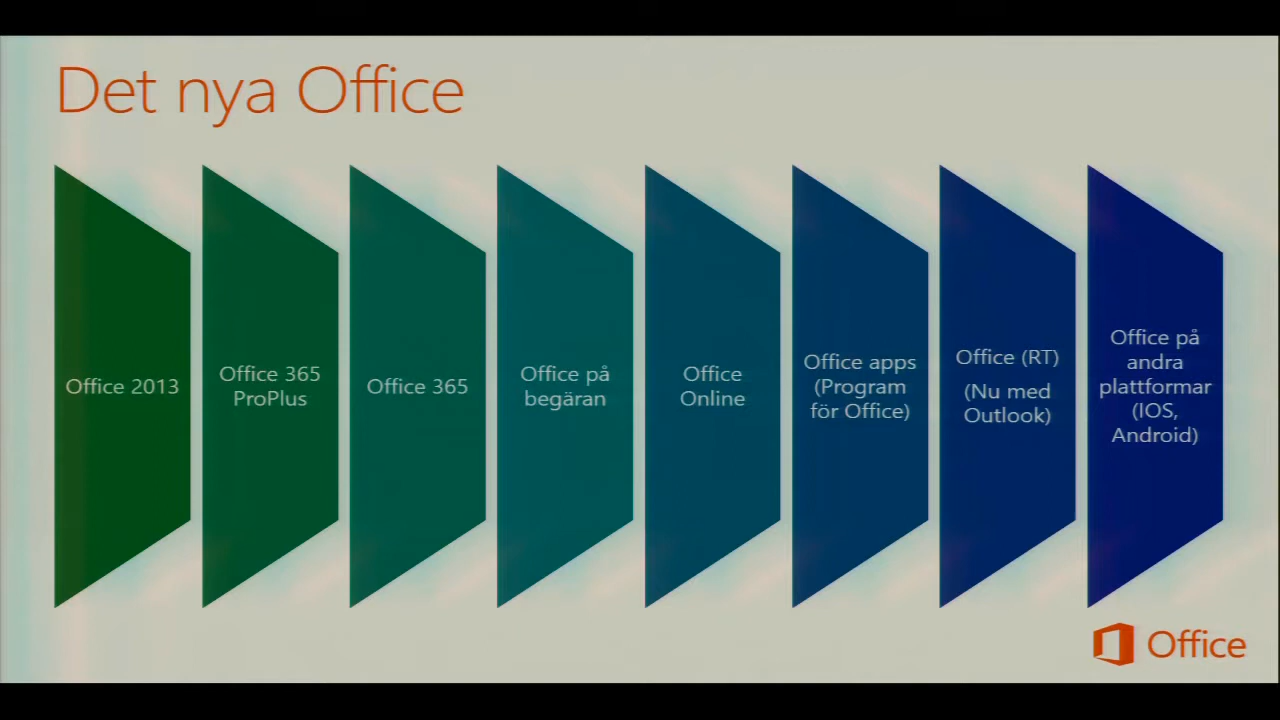 Det nya Office
Office 2013
Office 365
ProPlus
Office 365
Office på
begäran
Office
Online
Office apps
(Program
för Office)
Office (RT)
(Nu med
Outlook)
Office på
andra
plattformar
(IOS,
Android)
Office